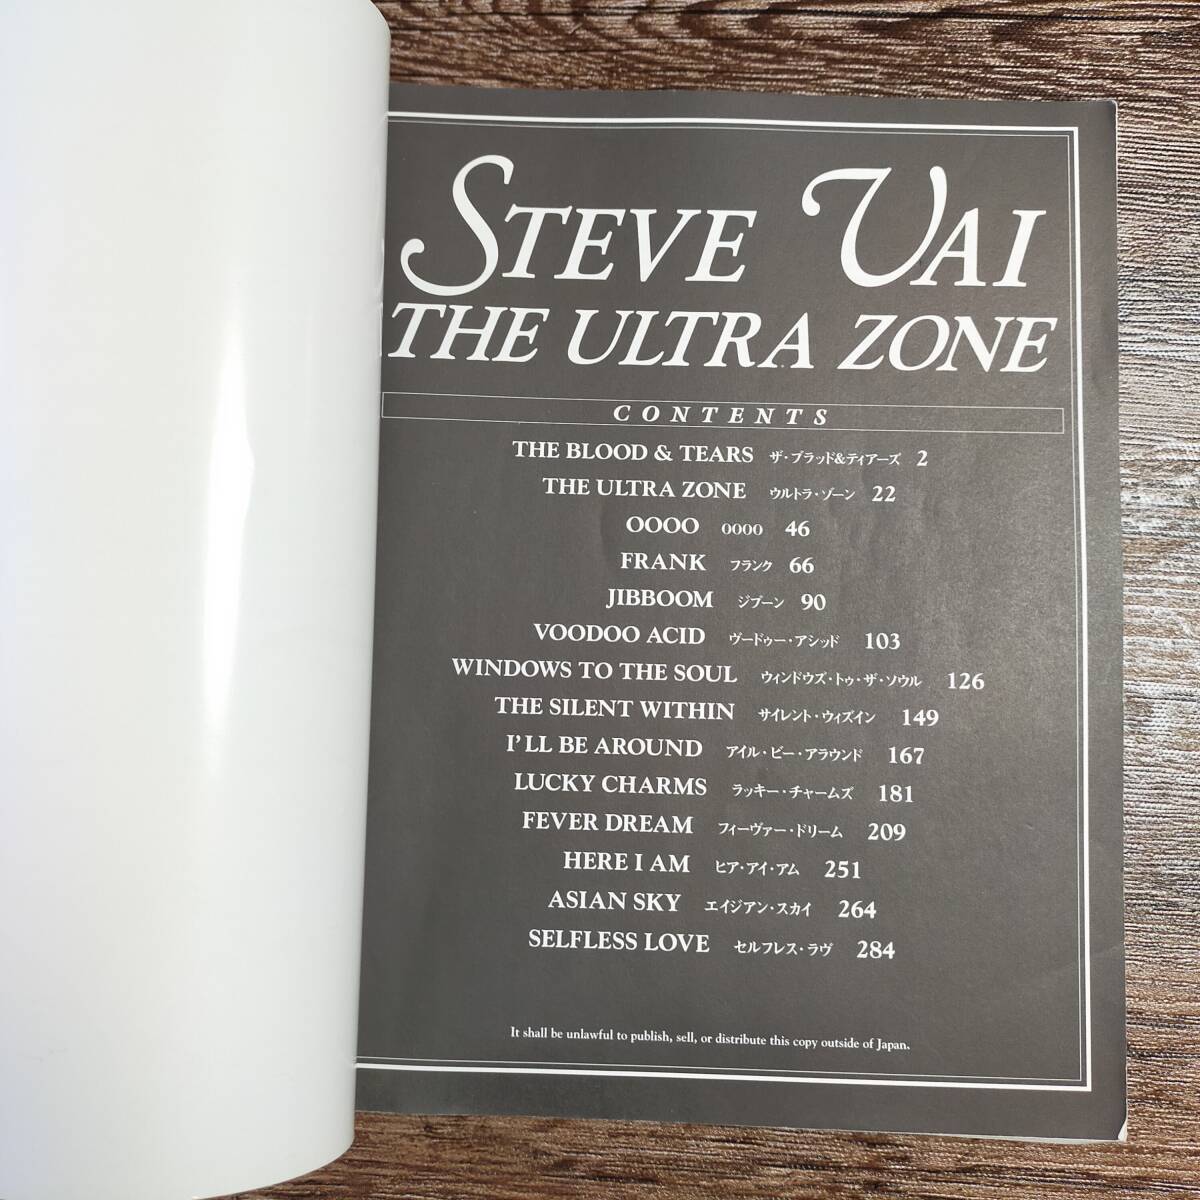 STEVE VAI
THE ULTRA ZONE
CONTENTS
THE BLOOD & TEARS ザ・ブラッド&ティアーズ 2
THE ULTRA ZONE ウルトラ・ゾーン 22
OOOO OOOO 46
FRANK フランク 66
JIBBOOM ジブーン 90
VOODOO ACID ヴードゥー・アシッド 103
WINDOWS TO THE SOUL ウィンドウズ・トゥ・ザ・ソウル 126
THE SILENT WITHIN サイレント・ウィズイン 149
I'LL BE AROUND アイル・ビー・アラウンド 167
LUCKY CHARMS ラッキー・チャームズ 181
FEVER DREAM フィーヴァー・ドリーム 209
HERE I AM ヒア・アイ・アム 251
ASIAN SKY エイジアン・スカイ 264
SELFLESS LOVE セルフレス・ラヴ 284
It shall be unlawful to publish, sell, or distribute this copy outside of Japan.